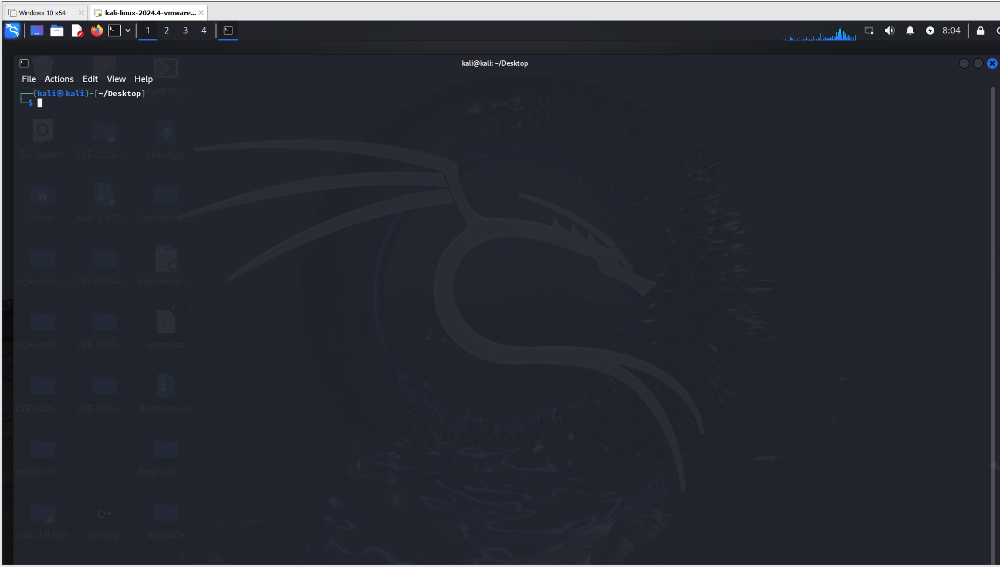 Windows 10 x64
kali-linux-2024.4-vmware...
1 2 3 4
8:04
kali@kali: ~/Desktop
File Actions Edit View Help
(kali㉿kali)-[~/Desktop]
$
File System CVE-2023-... pinball.py
Home sudo-1.9.12... Log4shell_...
log4shell-v... CVE-2020-... log4shell.p...
log4j-shell-... CVE-2020-... game.bat
CVE-2021-... CVE-2019-... BurpSuite.zip
exploit-CV... Burp Suite ...
C++
sudo-1.9.12p1 calc.cpp BurpSuite